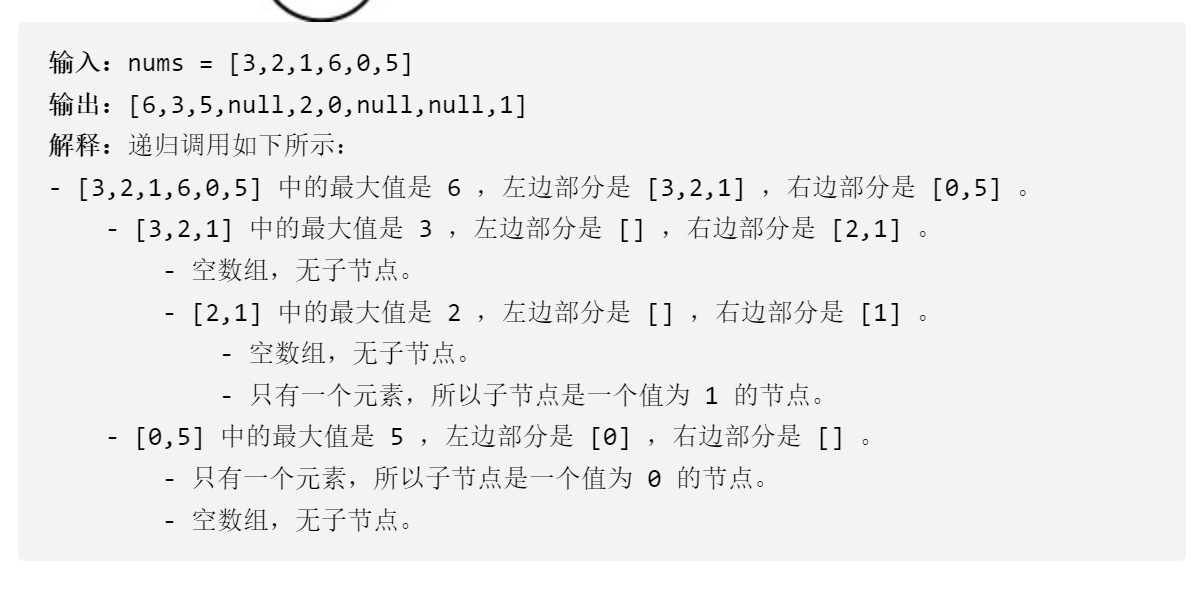 输入：nums = [3,2,1,6,0,5]
输出：[6,3,5,null,2,0,null,null,1]
解释：递归调用如下所示：
- [3,2,1,6,0,5] 中的最大值是 6 ，左边部分是 [3,2,1] ，右边部分是 [0,5] 。
- [3,2,1] 中的最大值是 3 ，左边部分是 [] ，右边部分是 [2,1] 。
- 空数组，无子节点。
- [2,1] 中的最大值是 2 ，左边部分是 [] ，右边部分是 [1] 。
- 空数组，无子节点。
- 只有一个元素，所以子节点是一个值为 1 的节点。
- [0,5] 中的最大值是 5 ，左边部分是 [0] ，右边部分是 [] 。
- 只有一个元素，所以子节点是一个值为 0 的节点。
- 空数组，无子节点。